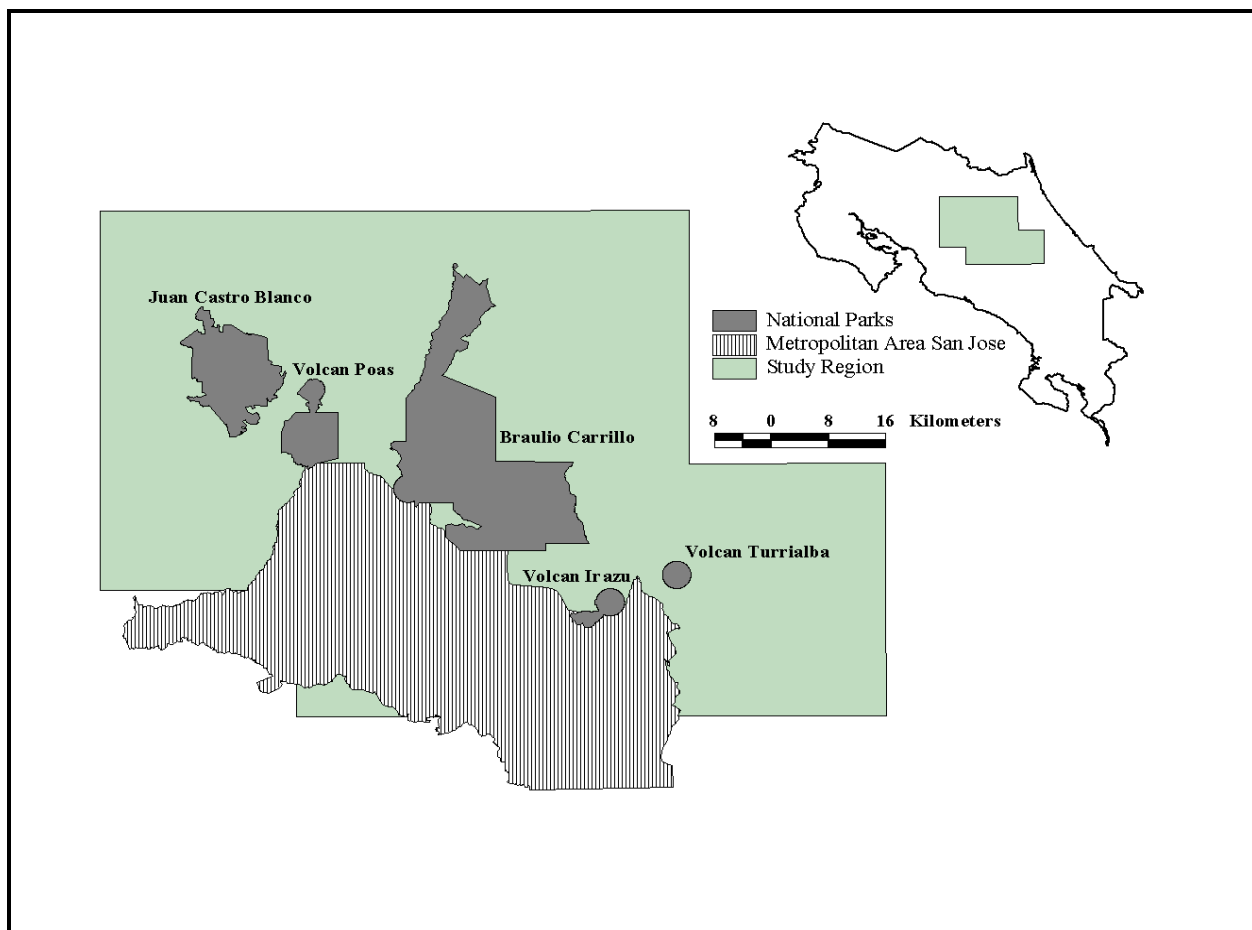 Juan Castro Blanco
Volcan Poas
Braulio Carrillo
Volcan Turrialba
Volcan Irazu
National Parks
Metropolitan Area San Jose
Study Region
8 0 8 16 Kilometers